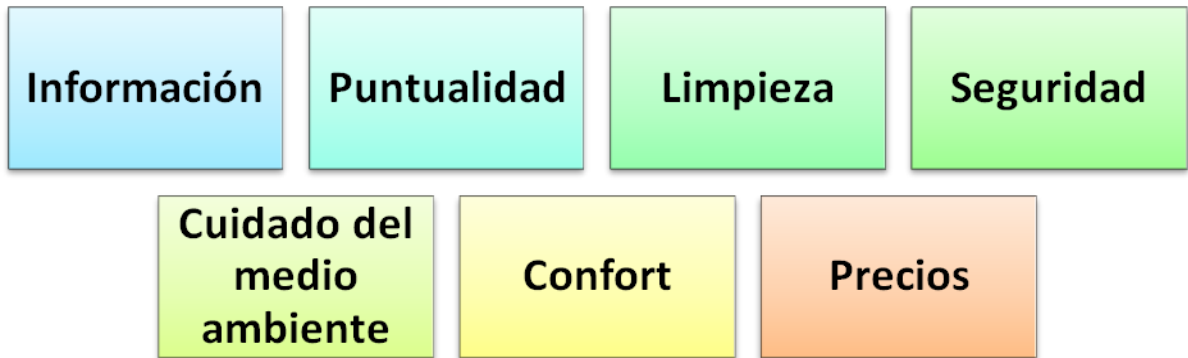 Información
Puntualidad
Limpieza
Seguridad
Cuidado del
medio
ambiente
Confort
Precios